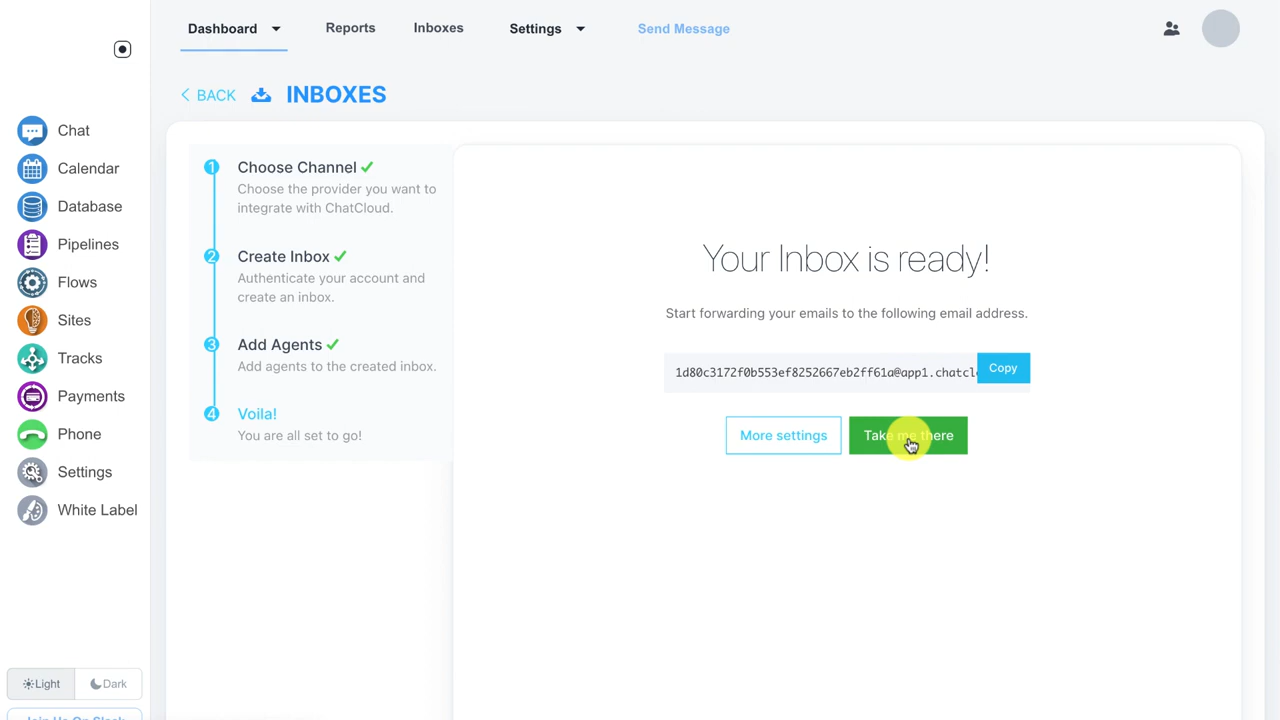 Dashboard
Reports
Inboxes
Settings
Send Message
BACK
INBOXES
Chat
Calendar
Database
Pipelines
Flows
Sites
Tracks
Payments
Phone
Settings
White Label
Light
Dark
Join Us On Slack
1
Choose Channel
Choose the provider you want to
integrate with ChatCloud.
2
Create Inbox
Authenticate your account and
create an inbox.
3
Add Agents
Add agents to the created inbox.
4
Voila!
You are all set to go!
Your Inbox is ready!
Start forwarding your emails to the following email address.
1d80c3172f0b553ef8252667eb2ff61a@app1.chatcl
Copy
More settings
Take me there